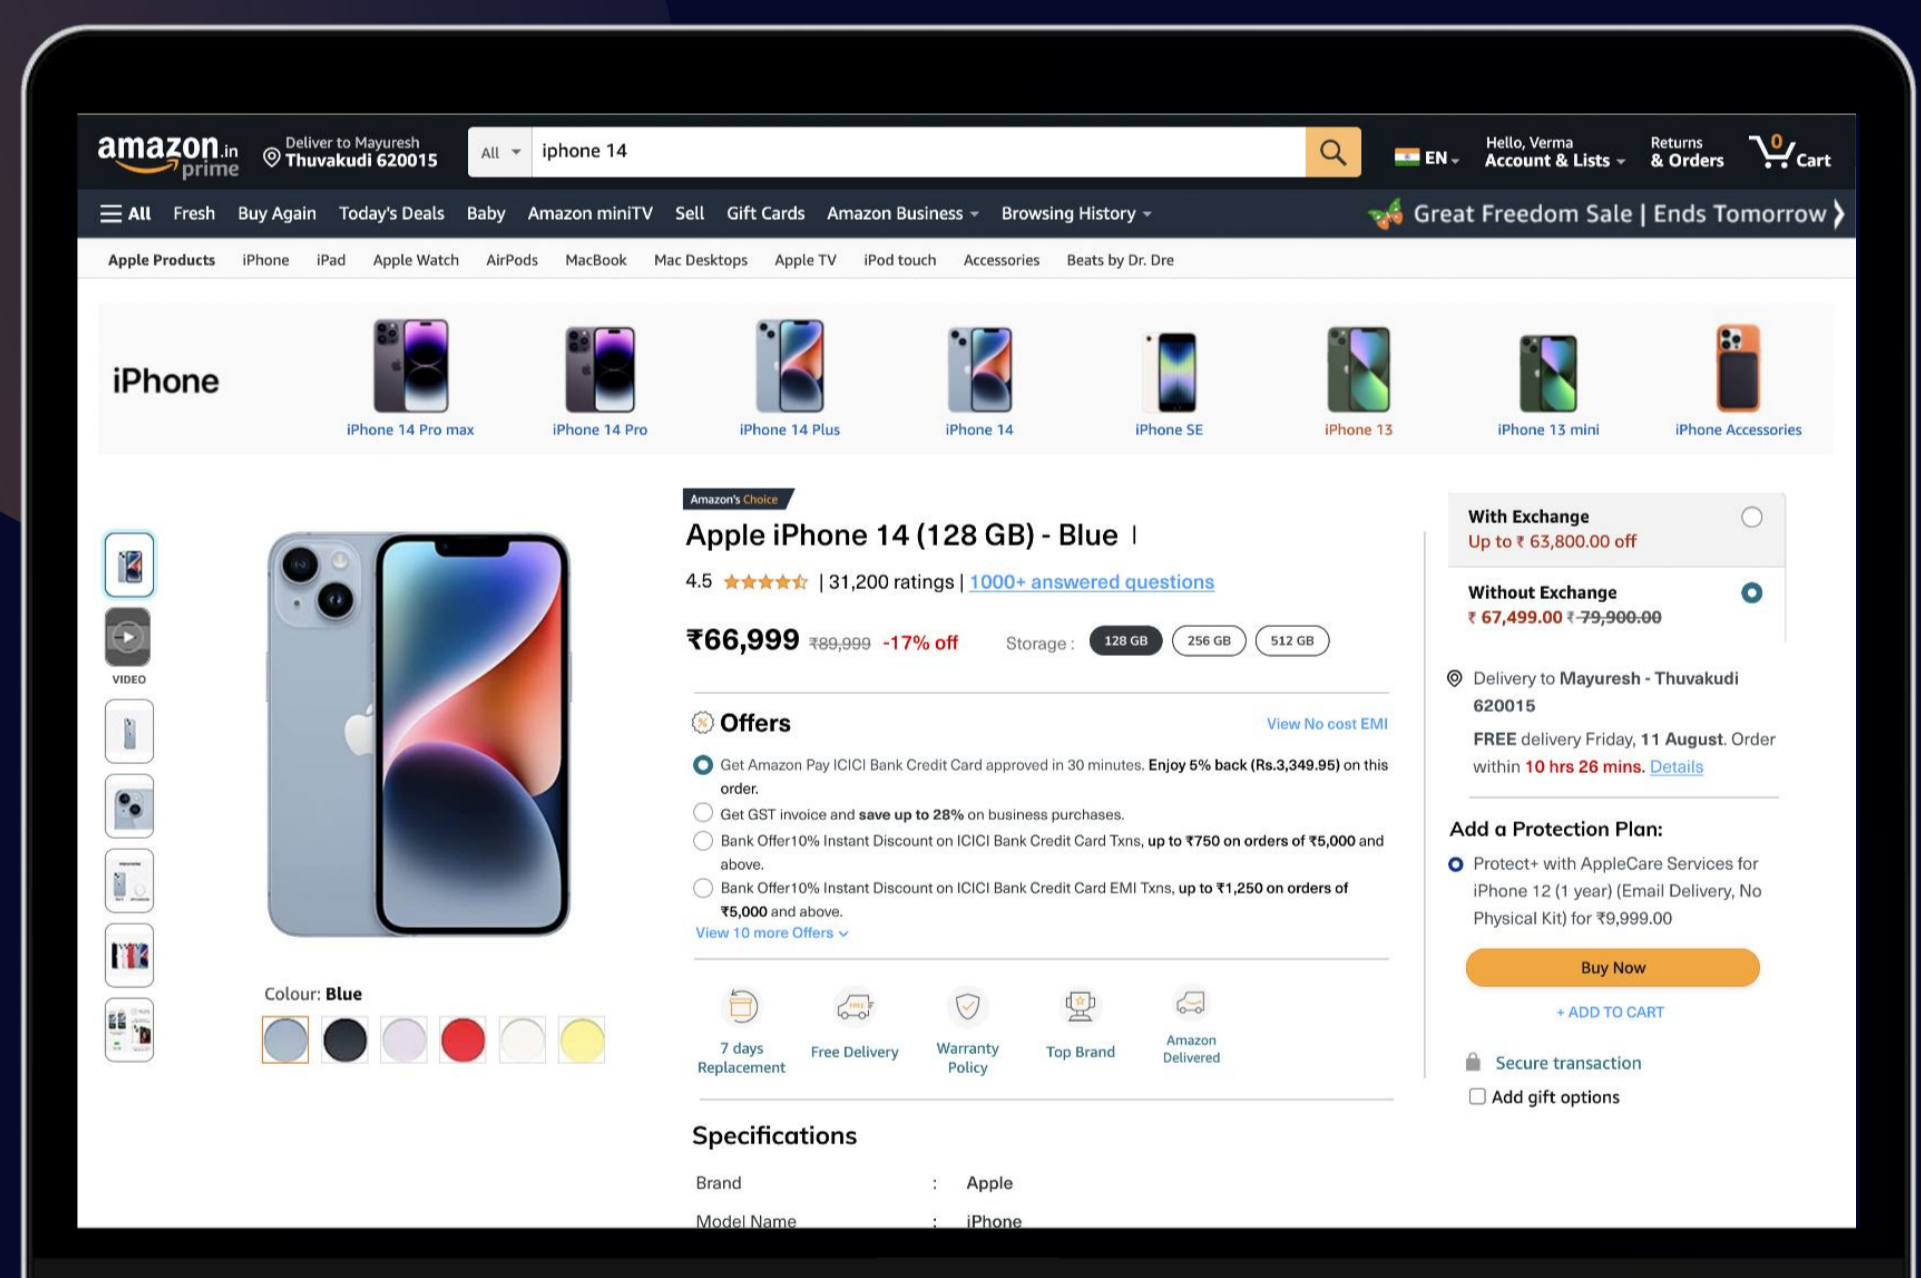 amazon.in
prime
Deliver to Mayuresh
Thuvakudi 620015
All
iphone 14
EN
Hello, Verma
Account & Lists
Returns
& Orders
0
Cart
All
Fresh
Buy Again
Today's Deals
Baby
Amazon miniTV
Sell
Gift Cards
Amazon Business
Browsing History
Great Freedom Sale | Ends Tomorrow
Apple Products
iPhone
iPad
Apple Watch
AirPods
MacBook
Mac Desktops
Apple TV
iPod touch
Accessories
Beats by Dr. Dre
iPhone
iPhone 14 Pro max
iPhone 14 Pro
iPhone 14 Plus
iPhone 14
iPhone SE
iPhone 13
iPhone 13 mini
iPhone Accessories
VIDEO
Colour: Blue
Amazon's Choice
Apple iPhone 14 (128 GB) - Blue |
4.5 | 31,200 ratings | 1000+ answered questions
₹66,999 ₹89,999 -17% off
Storage :
128 GB
256 GB
512 GB
Offers
View No cost EMI
Get Amazon Pay ICICI Bank Credit Card approved in 30 minutes. Enjoy 5% back (Rs.3,349.95) on this
order.
Get GST invoice and save up to 28% on business purchases.
Bank Offer10% Instant Discount on ICICI Bank Credit Card Txns, up to ₹750 on orders of ₹5,000 and
above.
Bank Offer10% Instant Discount on ICICI Bank Credit Card EMI Txns, up to ₹1,250 on orders of
₹5,000 and above.
View 10 more Offers
7 days
Replacement
FREE
Free Delivery
Warranty
Policy
Top Brand
Amazon
Delivered
Specifications
Brand : Apple
Model Name : iPhone
With Exchange
Up to ₹ 63,800.00 off
Without Exchange
₹ 67,499.00 ₹ 79,900.00
Delivery to Mayuresh - Thuvakudi
620015
FREE delivery Friday, 11 August. Order
within 10 hrs 26 mins. Details
Add a Protection Plan:
Protect+ with AppleCare Services for
iPhone 12 (1 year) (Email Delivery, No
Physical Kit) for ₹9,999.00
Buy Now
+ ADD TO CART
Secure transaction
Add gift options